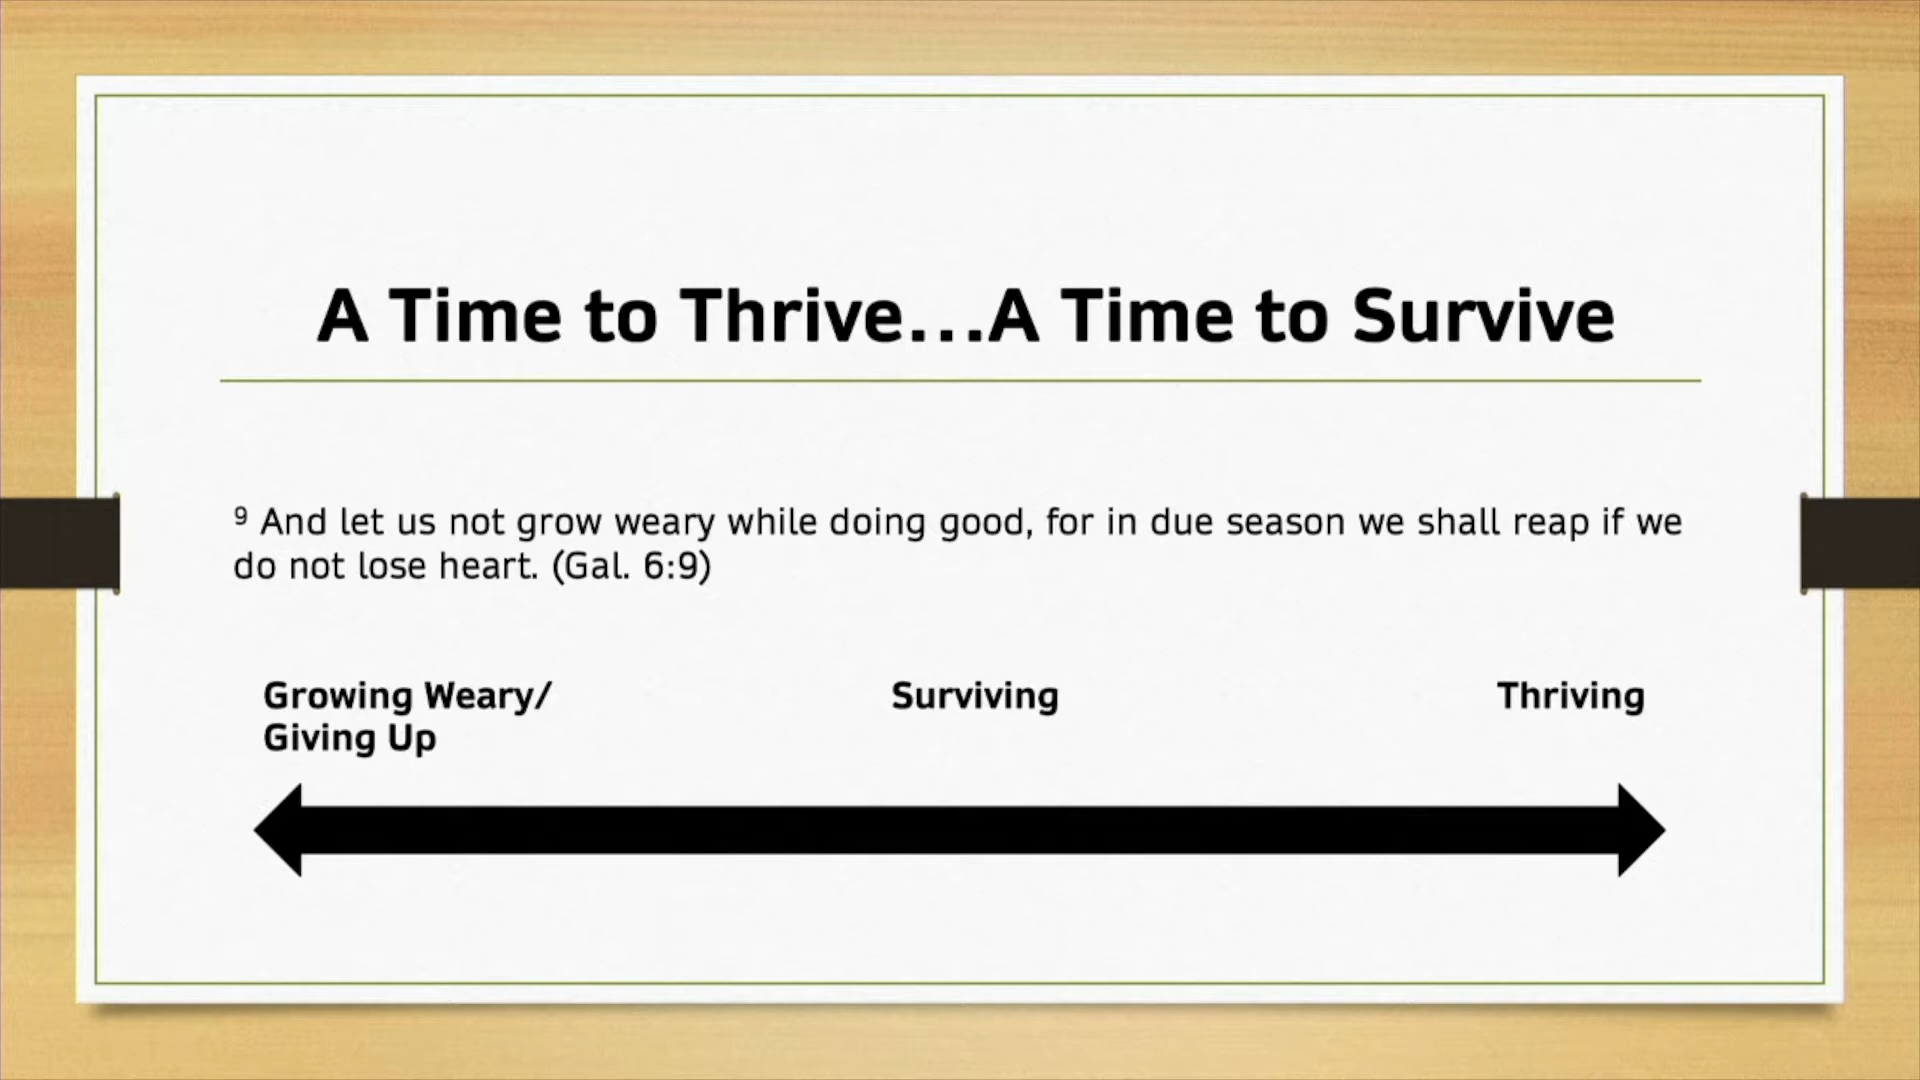 A Time to Thrive...A Time to Survive
⁹ And let us not grow weary while doing good, for in due season we shall reap if we
do not lose heart. (Gal. 6:9)
Growing Weary/
Giving Up
Surviving
Thriving